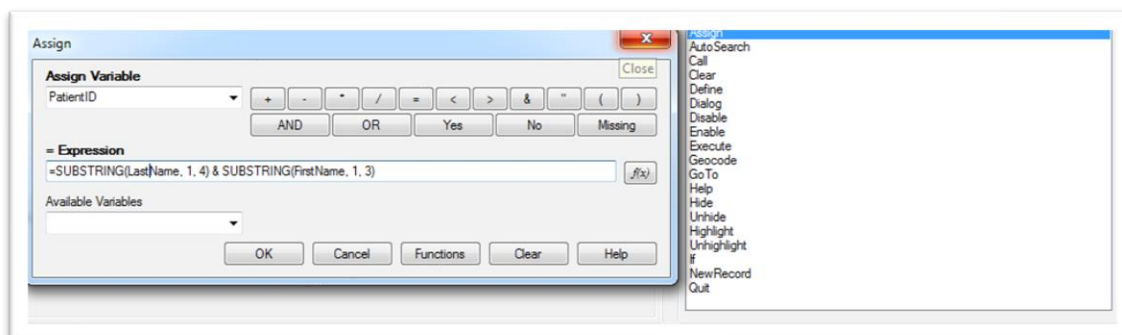 Assign
Close
Assign Variable
PatientID
+ - * / = < > & " ( )
AND OR Yes No Missing
= Expression
=SUBSTRING(LastName, 1, 4) & SUBSTRING(FirstName, 1, 3)
f(x)
Available Variables
OK Cancel Functions Clear Help
Assign
AutoSearch
Call
Clear
Define
Dialog
Disable
Enable
Execute
Geocode
GoTo
Help
Hide
Unhide
Highlight
Unhighlight
If
NewRecord
Quit